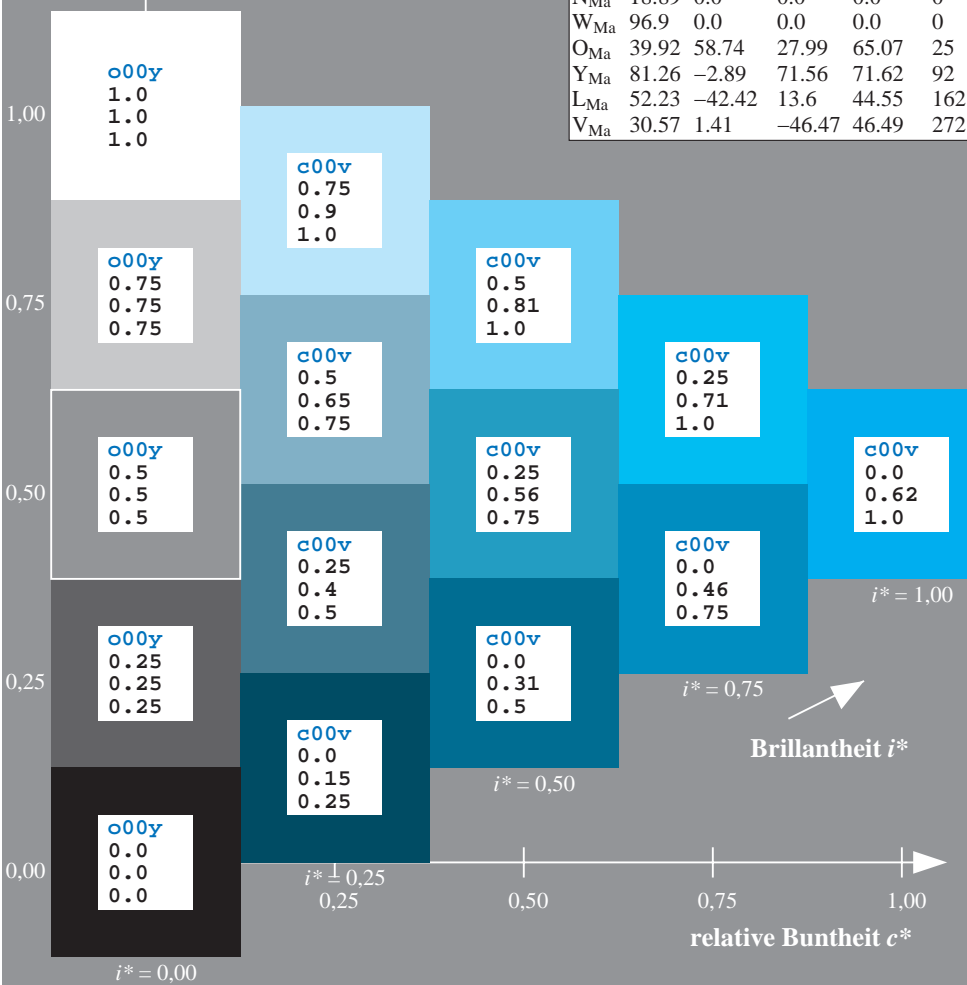 W_Ma 96.9 0.0 0.0 0.0 0
O_Ma 39.92 58.74 27.99 65.07 25
Y_Ma 81.26 −2.89 71.56 71.62 92
L_Ma 52.23 −42.42 13.6 44.55 162
V_Ma 30.57 1.41 −46.47 46.49 272
1,00
o00y
1.0
1.0
1.0
c00v
0.75
0.9
1.0
0,75
o00y
0.75
0.75
0.75
c00v
0.5
0.81
1.0
c00v
0.5
0.65
0.75
c00v
0.25
0.71
1.0
0,50
o00y
0.5
0.5
0.5
c00v
0.25
0.56
0.75
c00v
0.0
0.62
1.0
i* = 1,00
c00v
0.25
0.4
0.5
c00v
0.0
0.46
0.75
i* = 0,75
0,25
o00y
0.25
0.25
0.25
c00v
0.0
0.31
0.5
i* = 0,50
Brillantheit i*
c00v
0.0
0.15
0.25
i* = 0,25
0,00
o00y
0.0
0.0
0.0
i* = 0,00
0,25 0,50 0,75 1,00
relative Buntheit c*